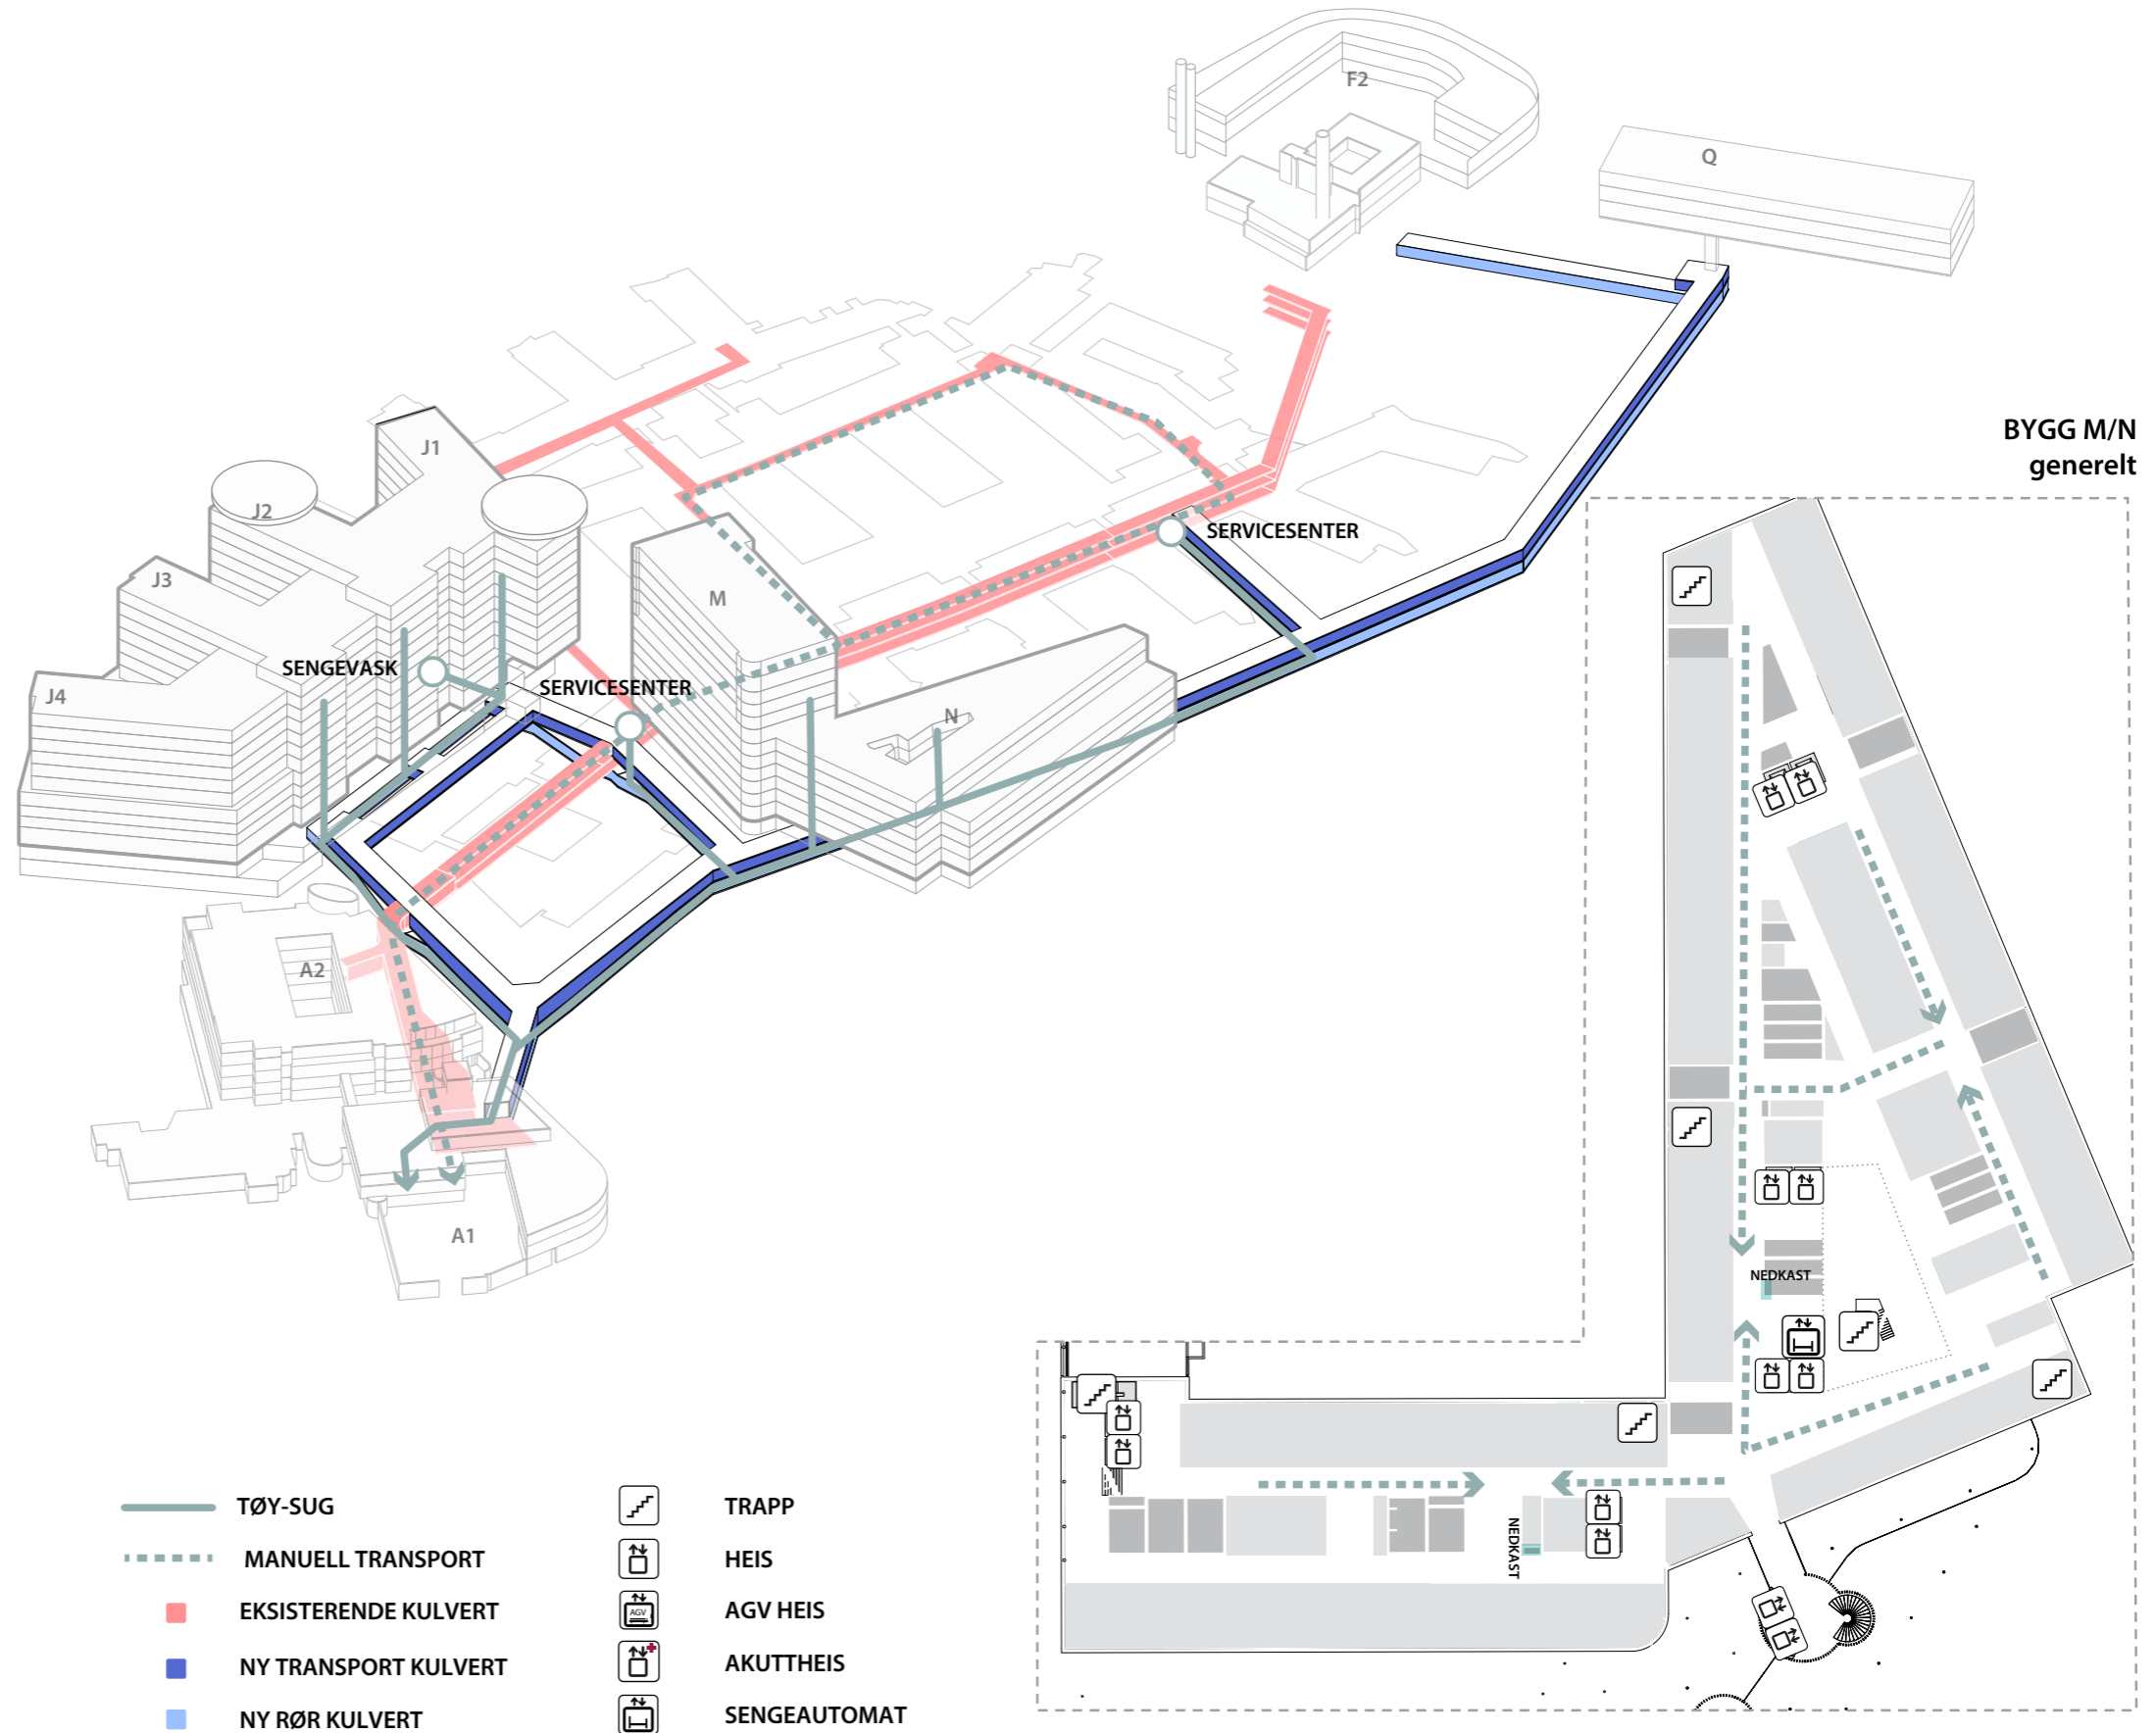 F2
Q
BYGG M/N
generelt
J1
J2
J3
J4
M
N
SERVICESENTER
SENGEVASK
SERVICESENTER
A2
A1
NEDKAST
NEDKAST
TØY-SUG
MANUELL TRANSPORT
EKSISTERENDE KULVERT
NY TRANSPORT KULVERT
NY RØR KULVERT
TRAPP
HEIS
AGV
AGV HEIS
AKUTTHEIS
SENGEAUTOMAT